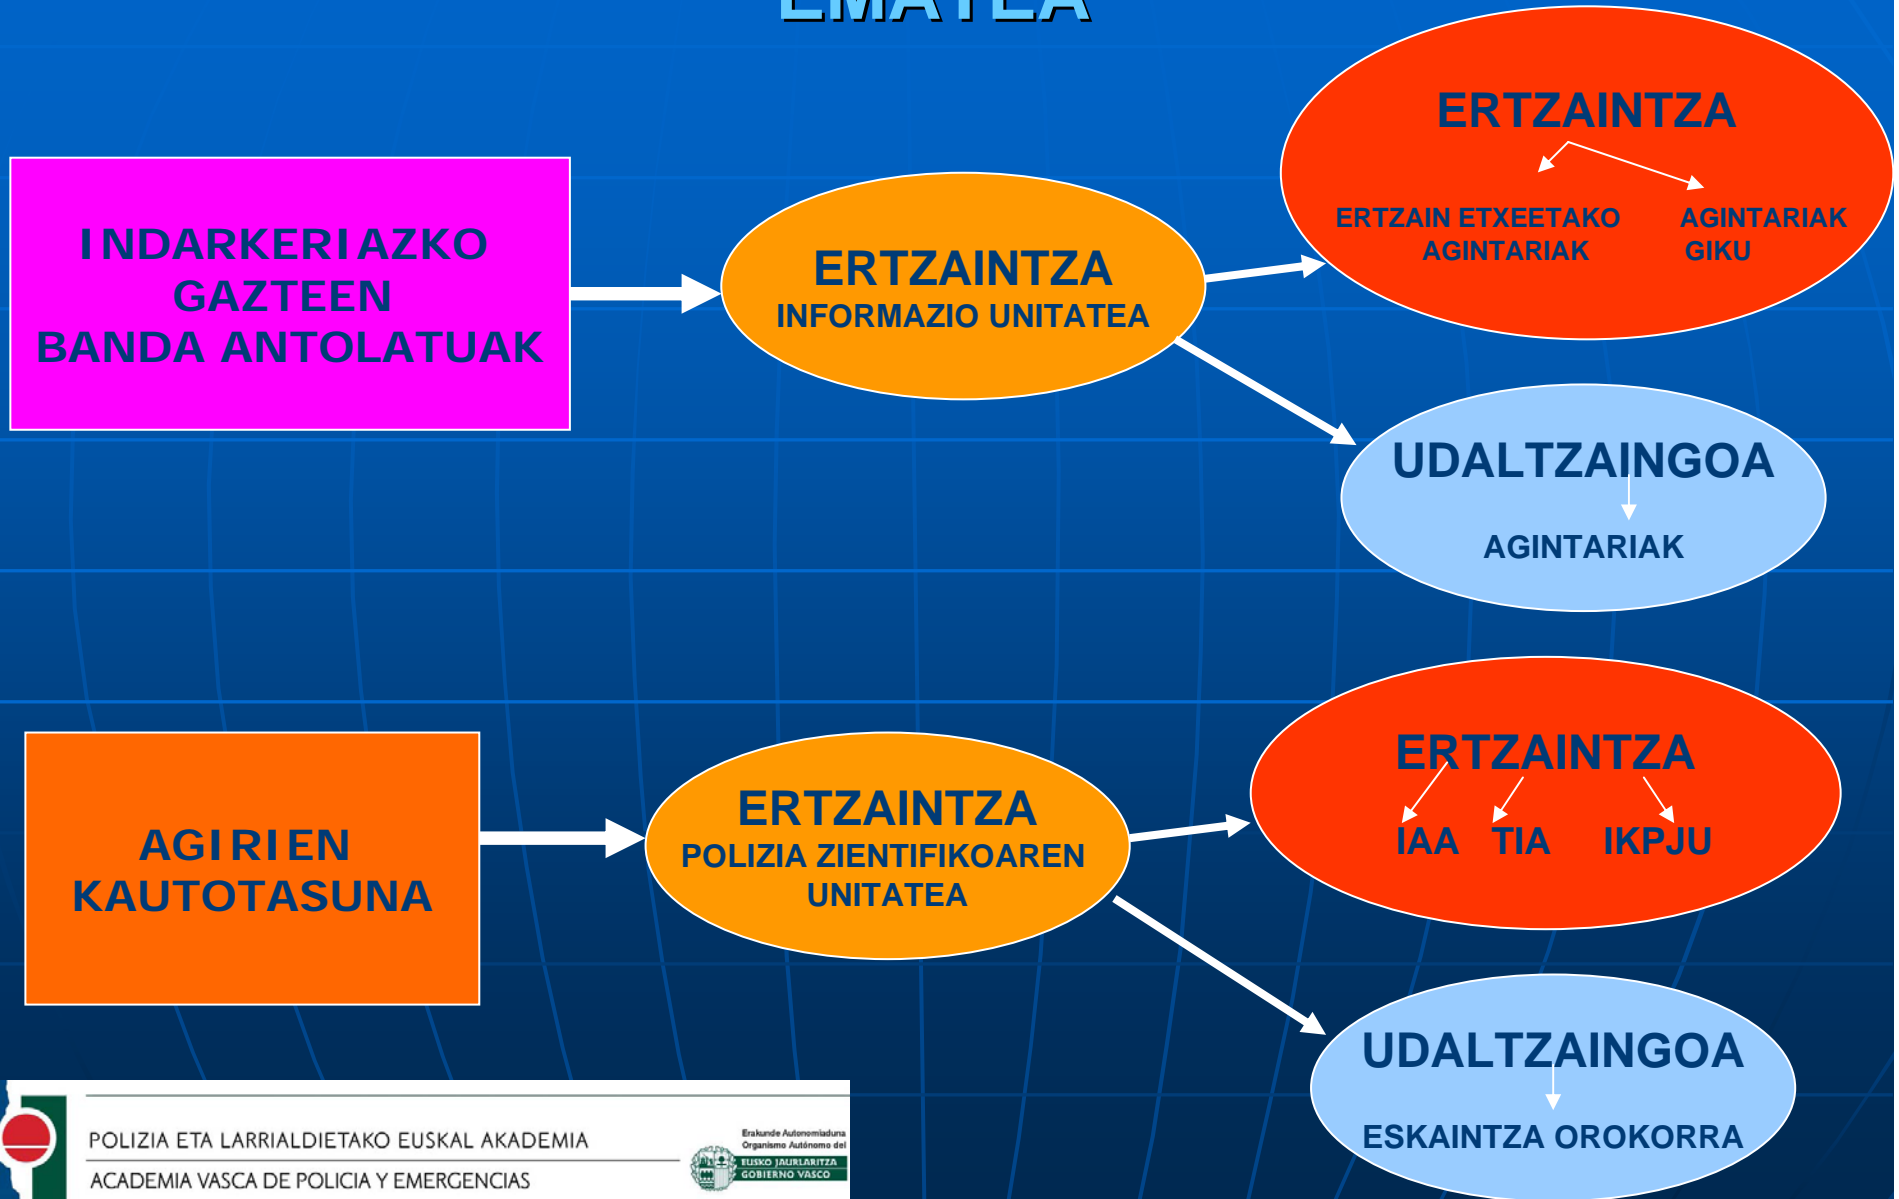 EMATEA
INDARKERIAZKO
GAZTEEN
BANDA ANTOLATUAK
ERTZAINTZA
INFORMAZIO UNITATEA
ERTZAINTZA
ERTZAIN ETXEETAKO
AGINTARIAK
AGINTARIAK
GIKU
UDALTZAINGOA
AGINTARIAK
AGIRIEN
KAUTOTASUNA
ERTZAINTZA
POLIZIA ZIENTIFIKOAREN
UNITATEA
ERTZAINTZA
IAA TIA IKPJU
UDALTZAINGOA
ESKAINTZA OROKORRA
POLIZIA ETA LARRIALDIETAKO EUSKAL AKADEMIA
ACADEMIA VASCA DE POLICIA Y EMERGENCIAS
Erakunde Autonomiaduna
Organismo Autónomo del
EUSKO JAURLARITZA
GOBIERNO VASCO